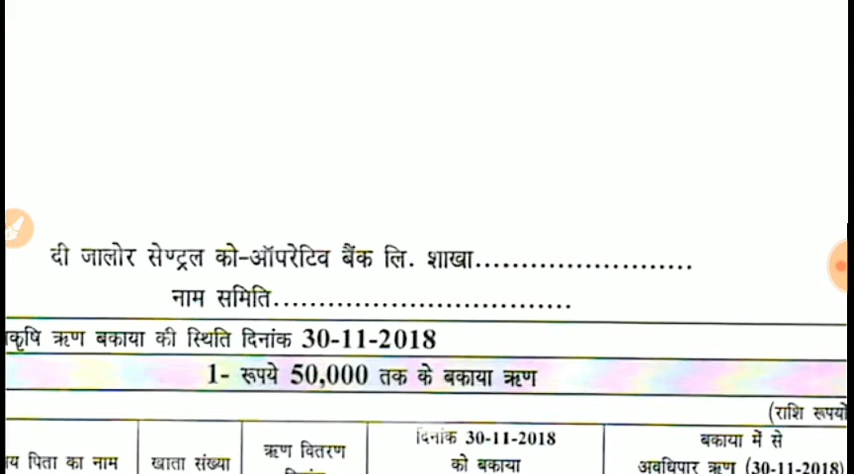 दी जालोर सेण्ट्रल को-ऑपरेटिव बैंक लि. शाखा........................
नाम समिति................................
कृषि ऋण बकाया की स्थिति दिनांक 30-11-2018
1- रूपये 50,000 तक के बकाया ऋण
(राशि रूपयों
पिता का नाम खाता संख्या ऋण वितरण दिनांक 30-11-2018 बकाया में से
को बकाया अवधिपार ऋण (30-11-2018)